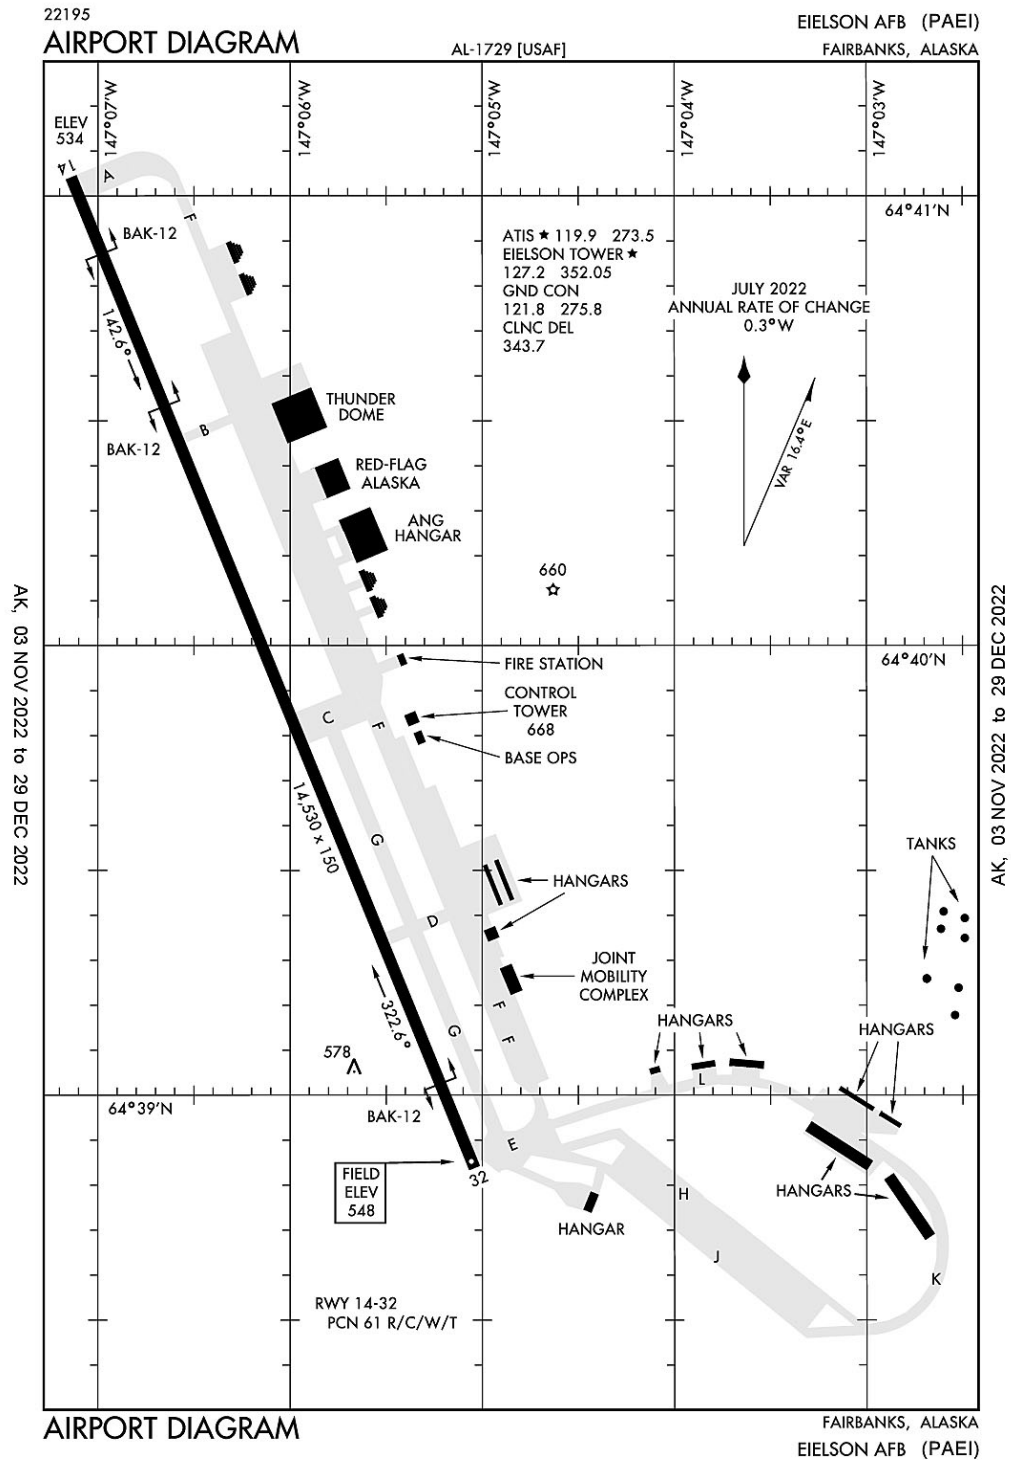 22195
AIRPORT DIAGRAM
AL-1729 [USAF]
EIELSON AFB (PAEI)
FAIRBANKS, ALASKA
147°07'W
147°06'W
147°05'W
147°04'W
147°03'W
ELEV
534
14
A
F
64°41'N
BAK-12
ATIS ★ 119.9 273.5
EIELSON TOWER ★
127.2 352.05
GND CON
121.8 275.8
CLNC DEL
343.7
JULY 2022
ANNUAL RATE OF CHANGE
0.3°W
VAR 16.4°E
142.6°
BAK-12
B
THUNDER
DOME
RED-FLAG
ALASKA
ANG
HANGAR
660
AK, 03 NOV 2022 to 29 DEC 2022
AK, 03 NOV 2022 to 29 DEC 2022
64°40'N
FIRE STATION
CONTROL
TOWER
668
BASE OPS
C
F
14,530 x 150
G
HANGARS
TANKS
D
JOINT
MOBILITY
COMPLEX
F
F
322.6°
G
578
HANGARS
HANGARS
L
64°39'N
BAK-12
E
FIELD
ELEV
548
32
HANGAR
H
HANGARS
J
K
RWY 14-32
PCN 61 R/C/W/T
AIRPORT DIAGRAM
FAIRBANKS, ALASKA
EIELSON AFB (PAEI)